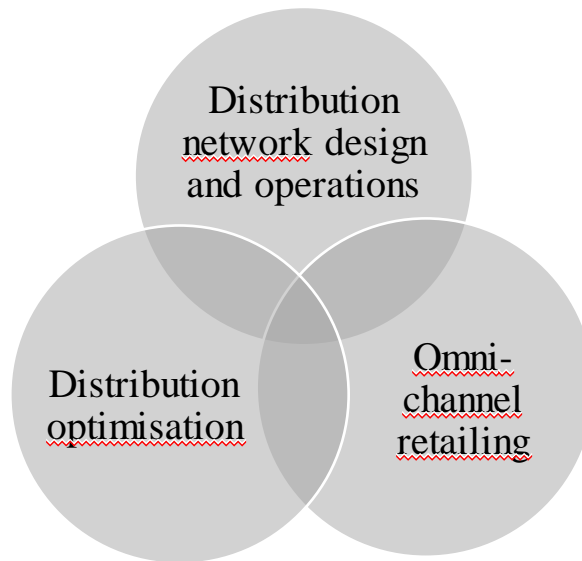 Distribution
network design
and operations
Distribution
optimisation
Omni-
channel
retailing